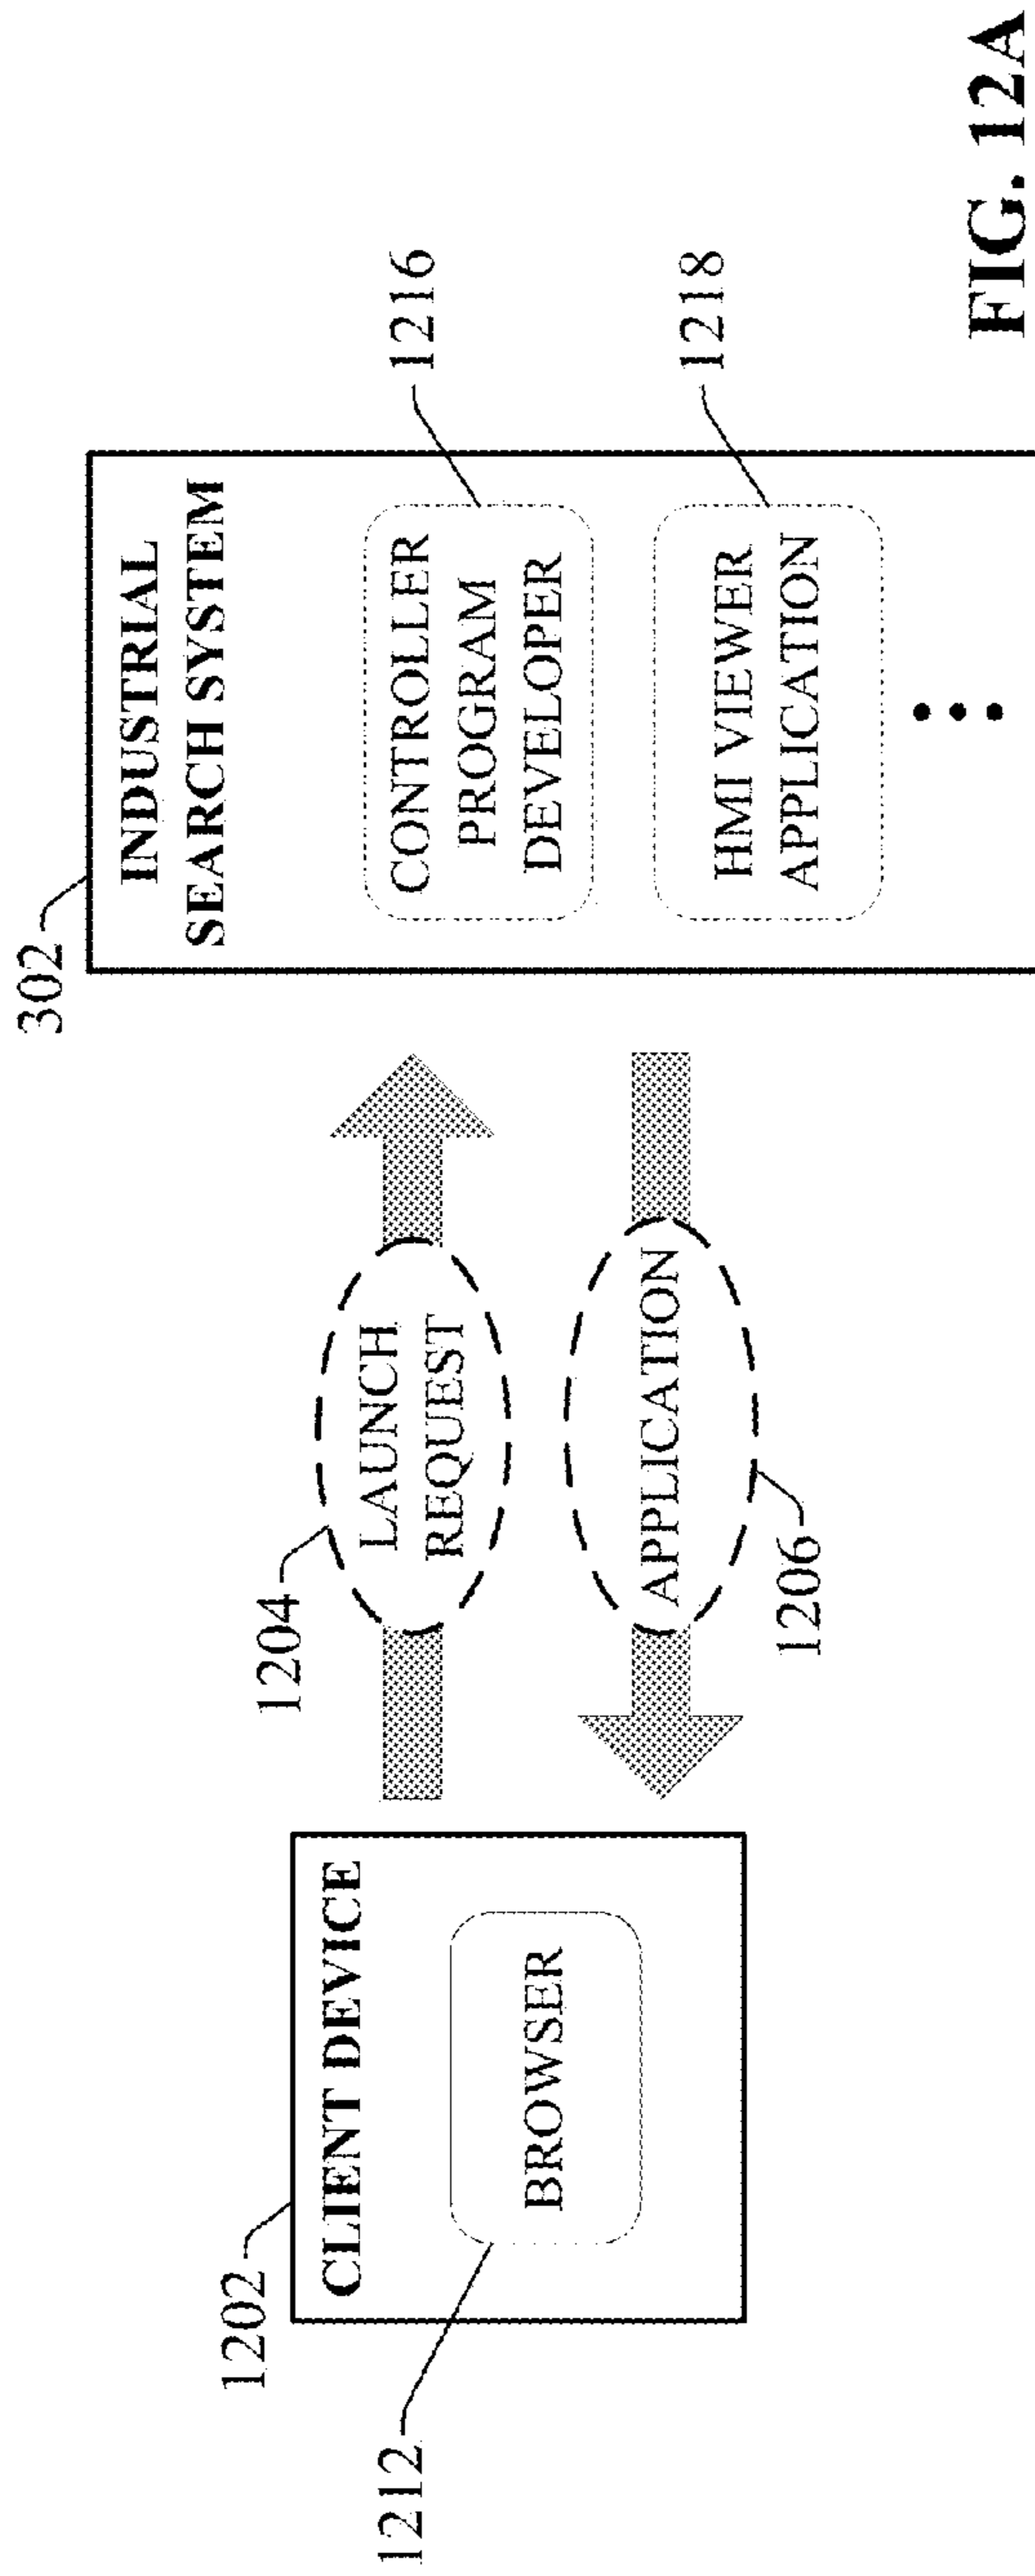 302
INDUSTRIAL
SEARCH SYSTEM
1202
1204
CLIENT DEVICE
LAUNCH
REQUEST
CONTROLLER
PROGRAM
DEVELOPER
1216
1212
BROWSER
APPLICATION
1206
HMI VIEWER
APPLICATION
1218
FIG. 12A